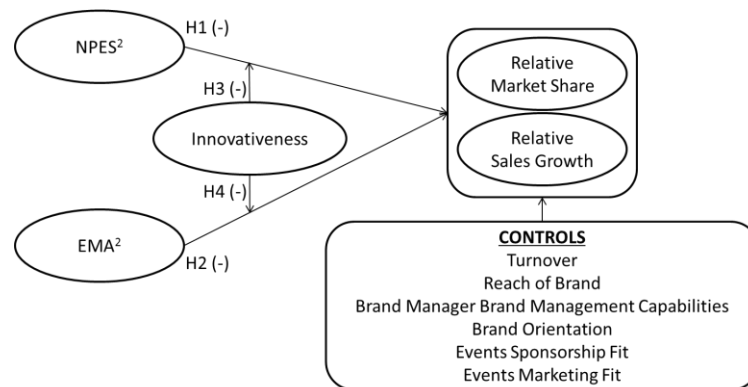 NPES²
H1 (-)
H3 (-)
Innovativeness
H4 (-)
EMA²
H2 (-)
Relative
Market Share
Relative
Sales Growth
CONTROLS
Turnover
Reach of Brand
Brand Manager Brand Management Capabilities
Brand Orientation
Events Sponsorship Fit
Events Marketing Fit